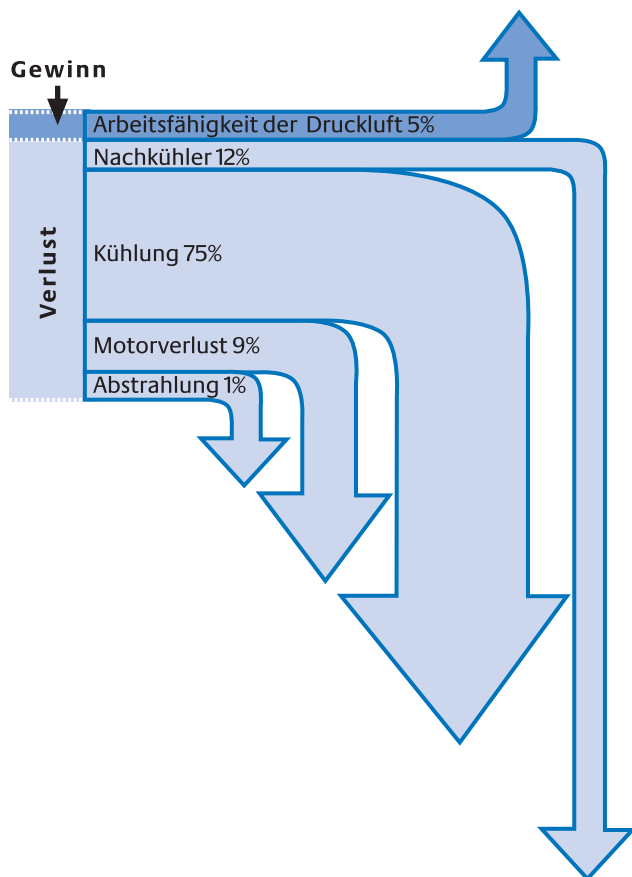 Gewinn
Arbeitsfähigkeit der Druckluft 5%
Nachkühler 12%
Verlust
Kühlung 75%
Motorverlust 9%
Abstrahlung 1%